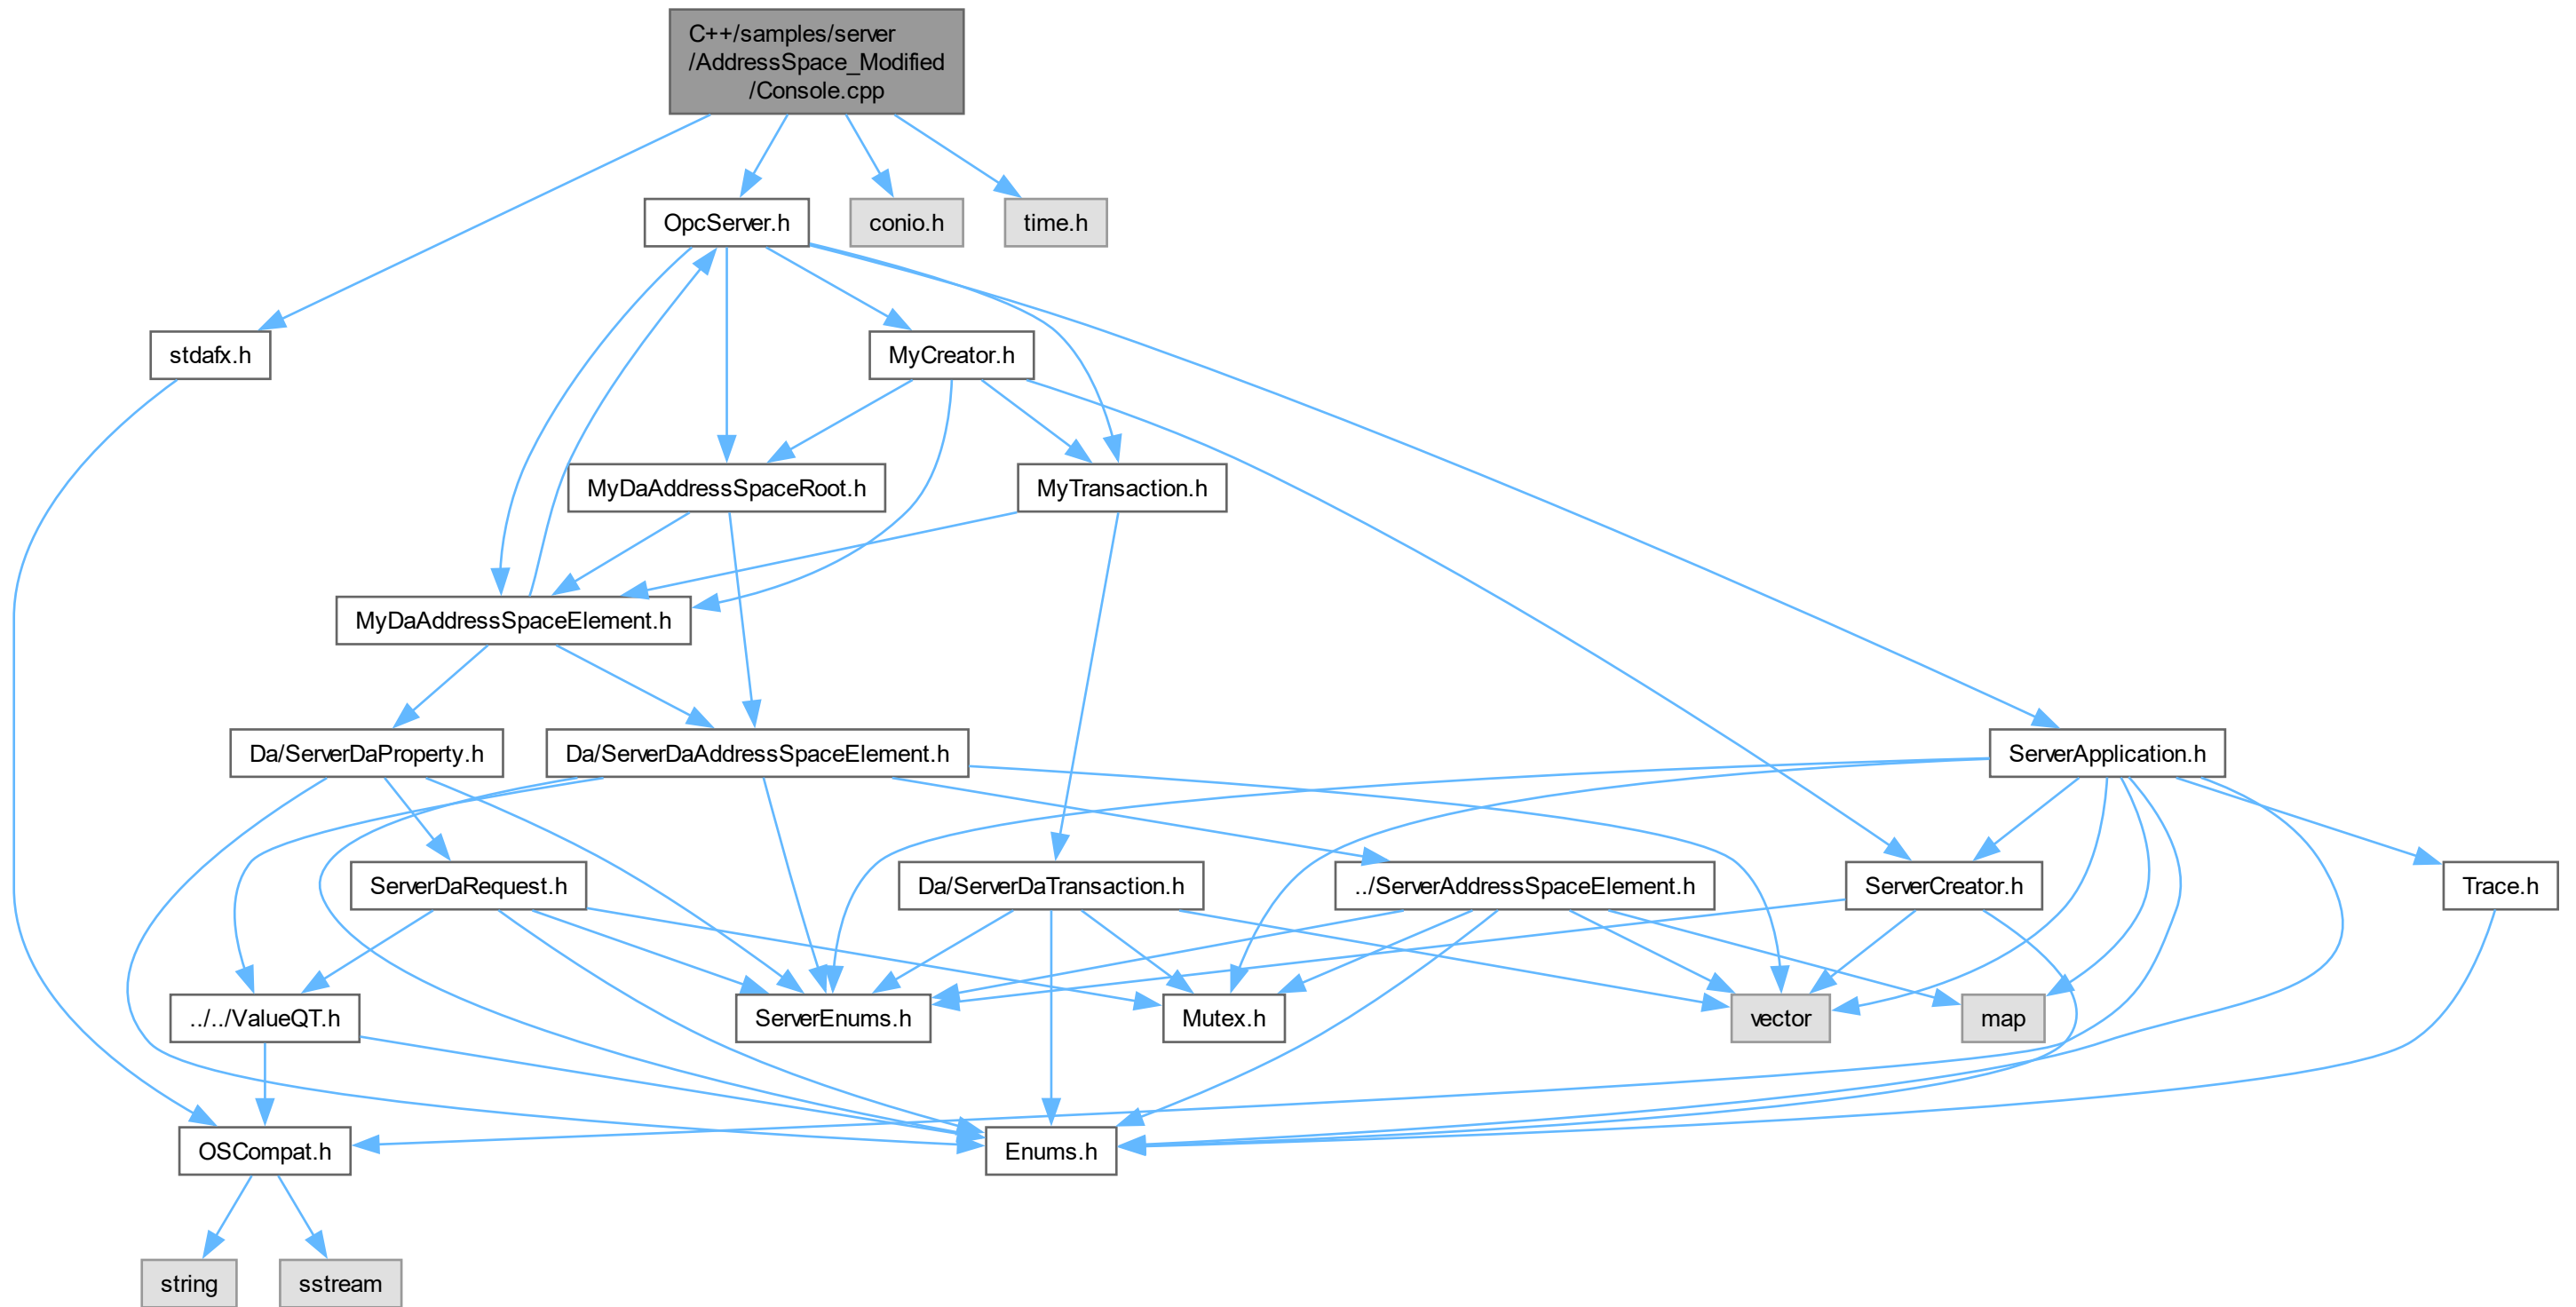 C++/samples/server
/AddressSpace_Modified
/Console.cpp
OpcServer.h
conio.h
time.h
stdafx.h
MyCreator.h
MyDaAddressSpaceRoot.h
MyTransaction.h
MyDaAddressSpaceElement.h
Da/ServerDaProperty.h
Da/ServerDaAddressSpaceElement.h
ServerApplication.h
ServerDaRequest.h
Da/ServerDaTransaction.h
../ServerAddressSpaceElement.h
ServerCreator.h
Trace.h
../../ValueQT.h
ServerEnums.h
Mutex.h
vector
map
OSCompat.h
Enums.h
string
sstream